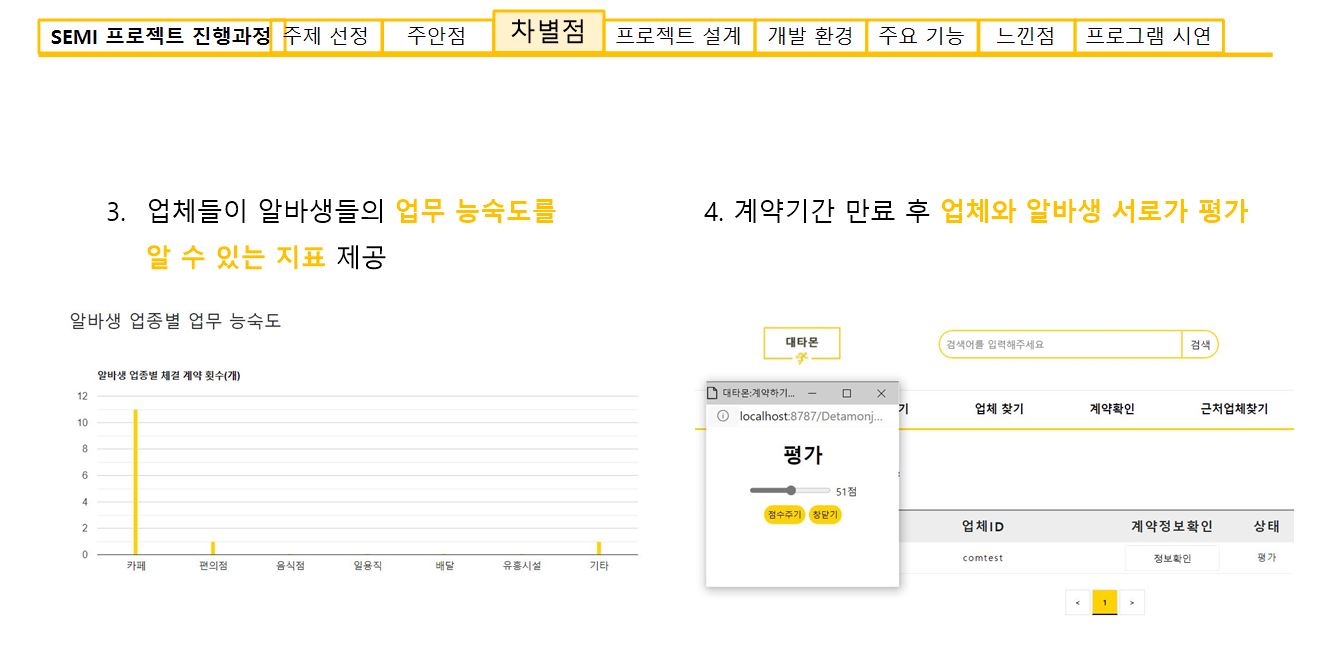 SEMI 프로젝트 진행과정 주제 선정 주안점 차별점 프로젝트 설계 개발 환경 주요 기능 느낀점 프로그램 시연
3. 업체들이 알바생들의 업무 능숙도를
알 수 있는 지표 제공
알바생 업종별 업무 능숙도
알바생 업종별 체결 계약 횟수(개)
12
10
8
6
4
2
0
카페 편의점 음식점 일용직 배달 유흥시설 기타
4. 계약기간 만료 후 업체와 알바생 서로가 평가
대타몬
검색어를 입력해주세요 검색
대타몬:계약하기...
localhost:8787/Detamonj...
평가
51점
점수주기 창닫기
기 업체 찾기 계약확인 근처업체찾기
업체ID 계약정보확인 상태
comtest 정보확인 평가
< 1 >